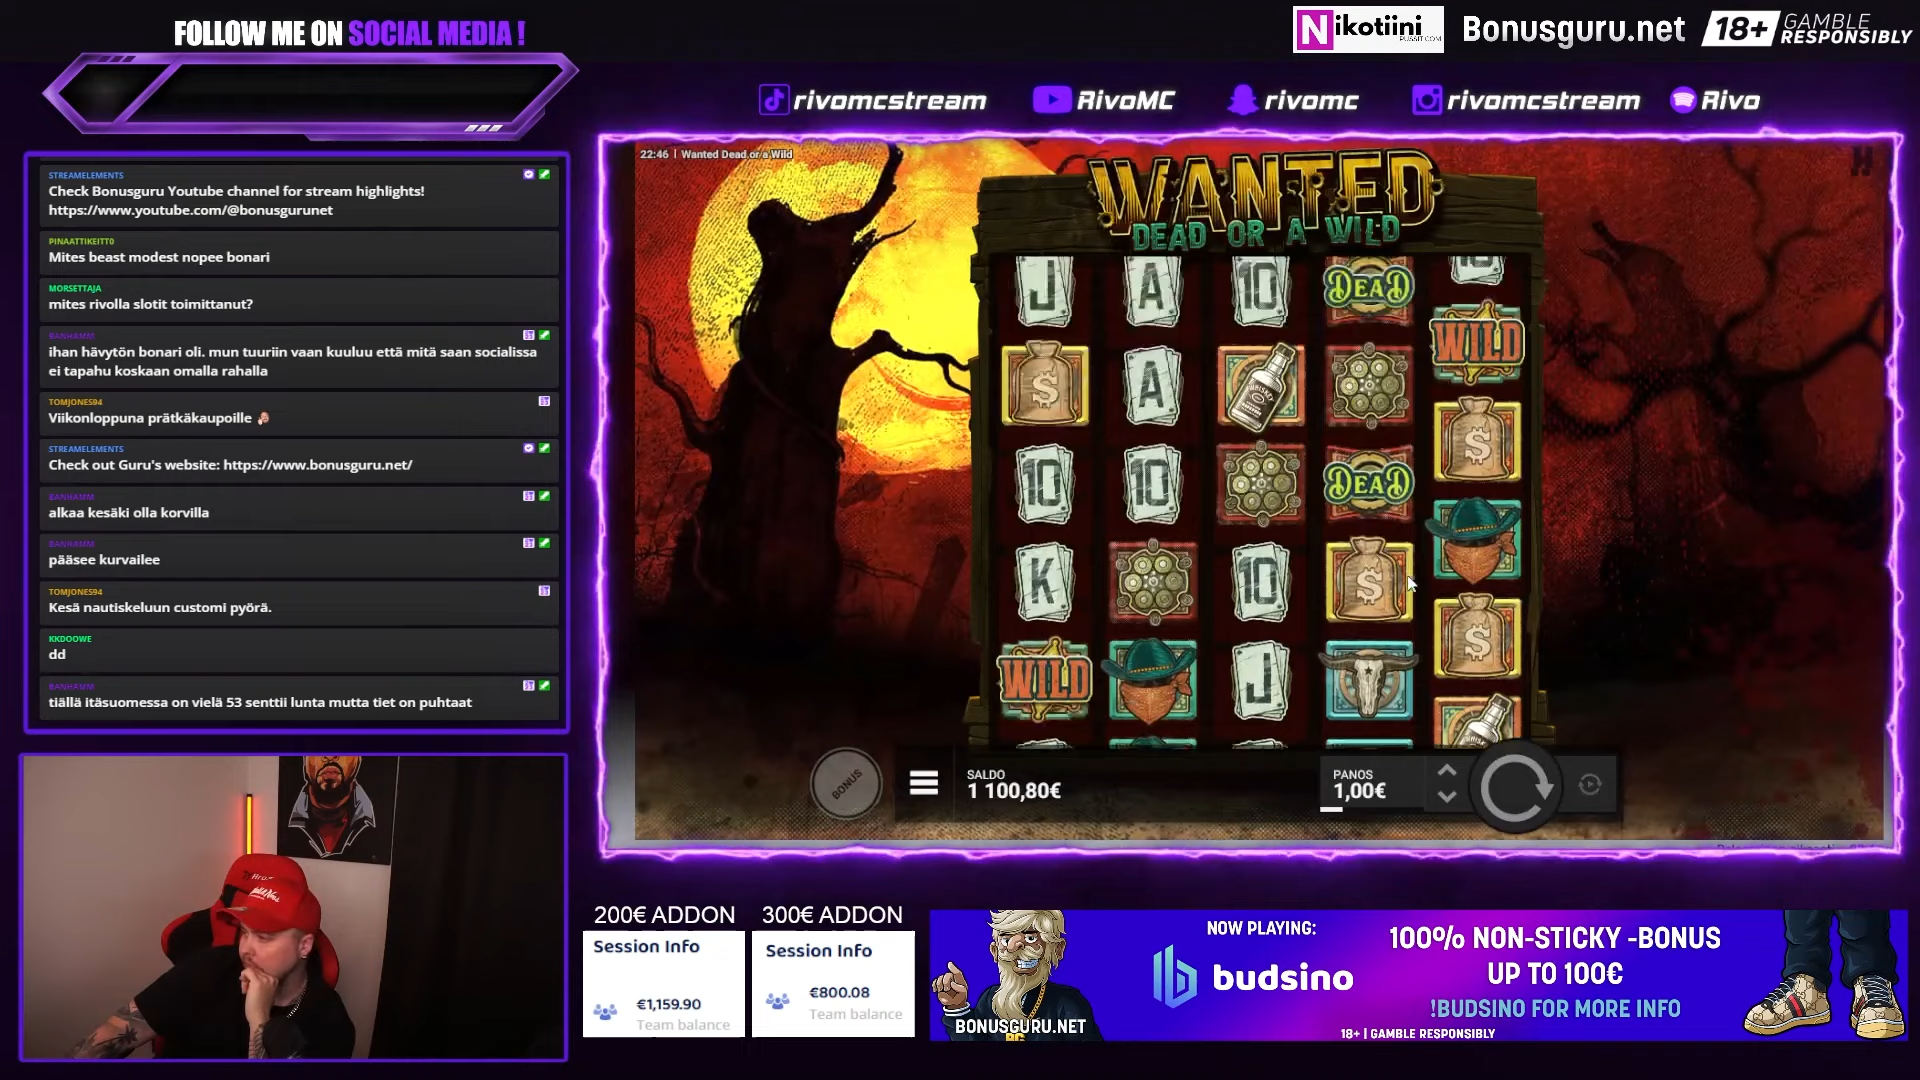 FOLLOW ME ON SOCIAL MEDIA !
Nikotiini
PUSSIT.COM
Bonusguru.net
18+ GAMBLE RESPONSIBLY
rivomcstream
RivoMC
rivomc
rivomcstream
Rivo
STREAMELEMENTS
Check Bonusguru Youtube channel for stream highlights!
https://www.youtube.com/@bonusgurunet
PINAATTIKEITTO
Mites beast modest nopee bonari
MORSETTAJA
mites rivolla slotit toimittanut?
BANHAMM
ihan hävytön bonari oli. mun tuuriin vaan kuuluu että mitä saan socialissa
ei tapahu koskaan omalla rahalla
TOMJONES94
Viikonloppuna prätkäkaupoille
STREAMELEMENTS
Check out Guru's website: https://www.bonusguru.net/
BANHAMM
alkaa kesäki olla korvilla
BANHAMM
pääsee kurvailee
TOMJONES94
Kesä nautiskeluun customi pyörä.
KKDOOWE
dd
BANHAMM
tiällä itäsuomessa on vielä 53 senttii lunta mutta tiet on puhtaat
22:46 | Wanted Dead or a Wild
WANTED
DEAD OR A WILD
J A 10 DEAD 10
WILD
$ A WHISKEY
$
10 10 DEAD
K 10 $
$
WILD J
BONUS
SALDO
1 100,80€
PANOS
1,00€
200€ ADDON
Session Info
€1,159.90
Team balance
300€ ADDON
Session Info
€800.08
Team balance
BONUSGURU.NET
NOW PLAYING:
budsino
100% NON-STICKY -BONUS
UP TO 100€
!BUDSINO FOR MORE INFO
18+ | GAMBLE RESPONSIBLY